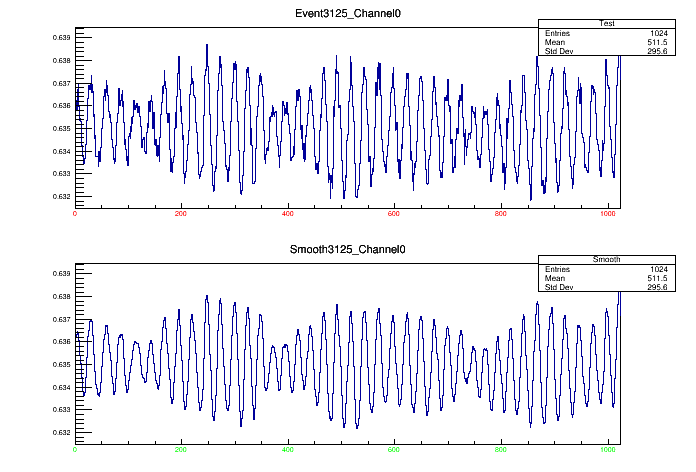 Event3125_Channel0
Test
Entries 1024
Mean 511.5
Std Dev 295.6
0.639
0.638
0.637
0.636
0.635
0.634
0.633
0.632
0 200 400 600 800 1000
Smooth3125_Channel0
Smooth
Entries 1024
Mean 511.5
Std Dev 295.6
0.639
0.638
0.637
0.636
0.635
0.634
0.633
0.632
0 200 400 600 800 1000